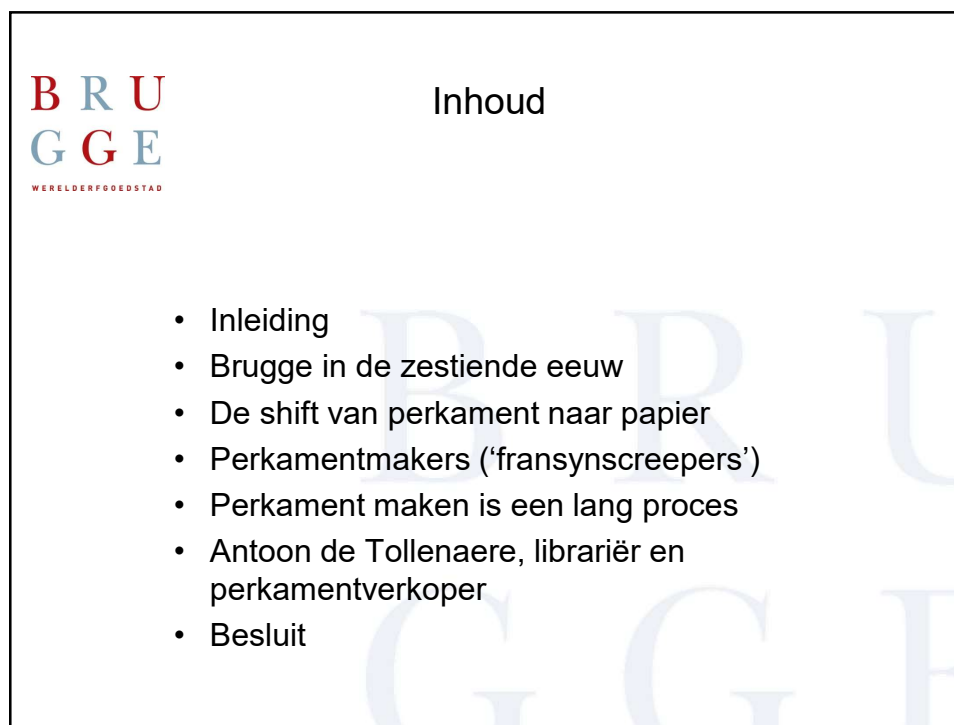 B R U
G G E
WERELDERFGOEDSTAD
Inhoud
• Inleiding
• Brugge in de zestiende eeuw
• De shift van perkament naar papier
• Perkamentmakers (‘fransynscreepers’)
• Perkament maken is een lang proces
• Antoon de Tollenaere, librariër en
perkamentverkoper
• Besluit
B R U
G G E